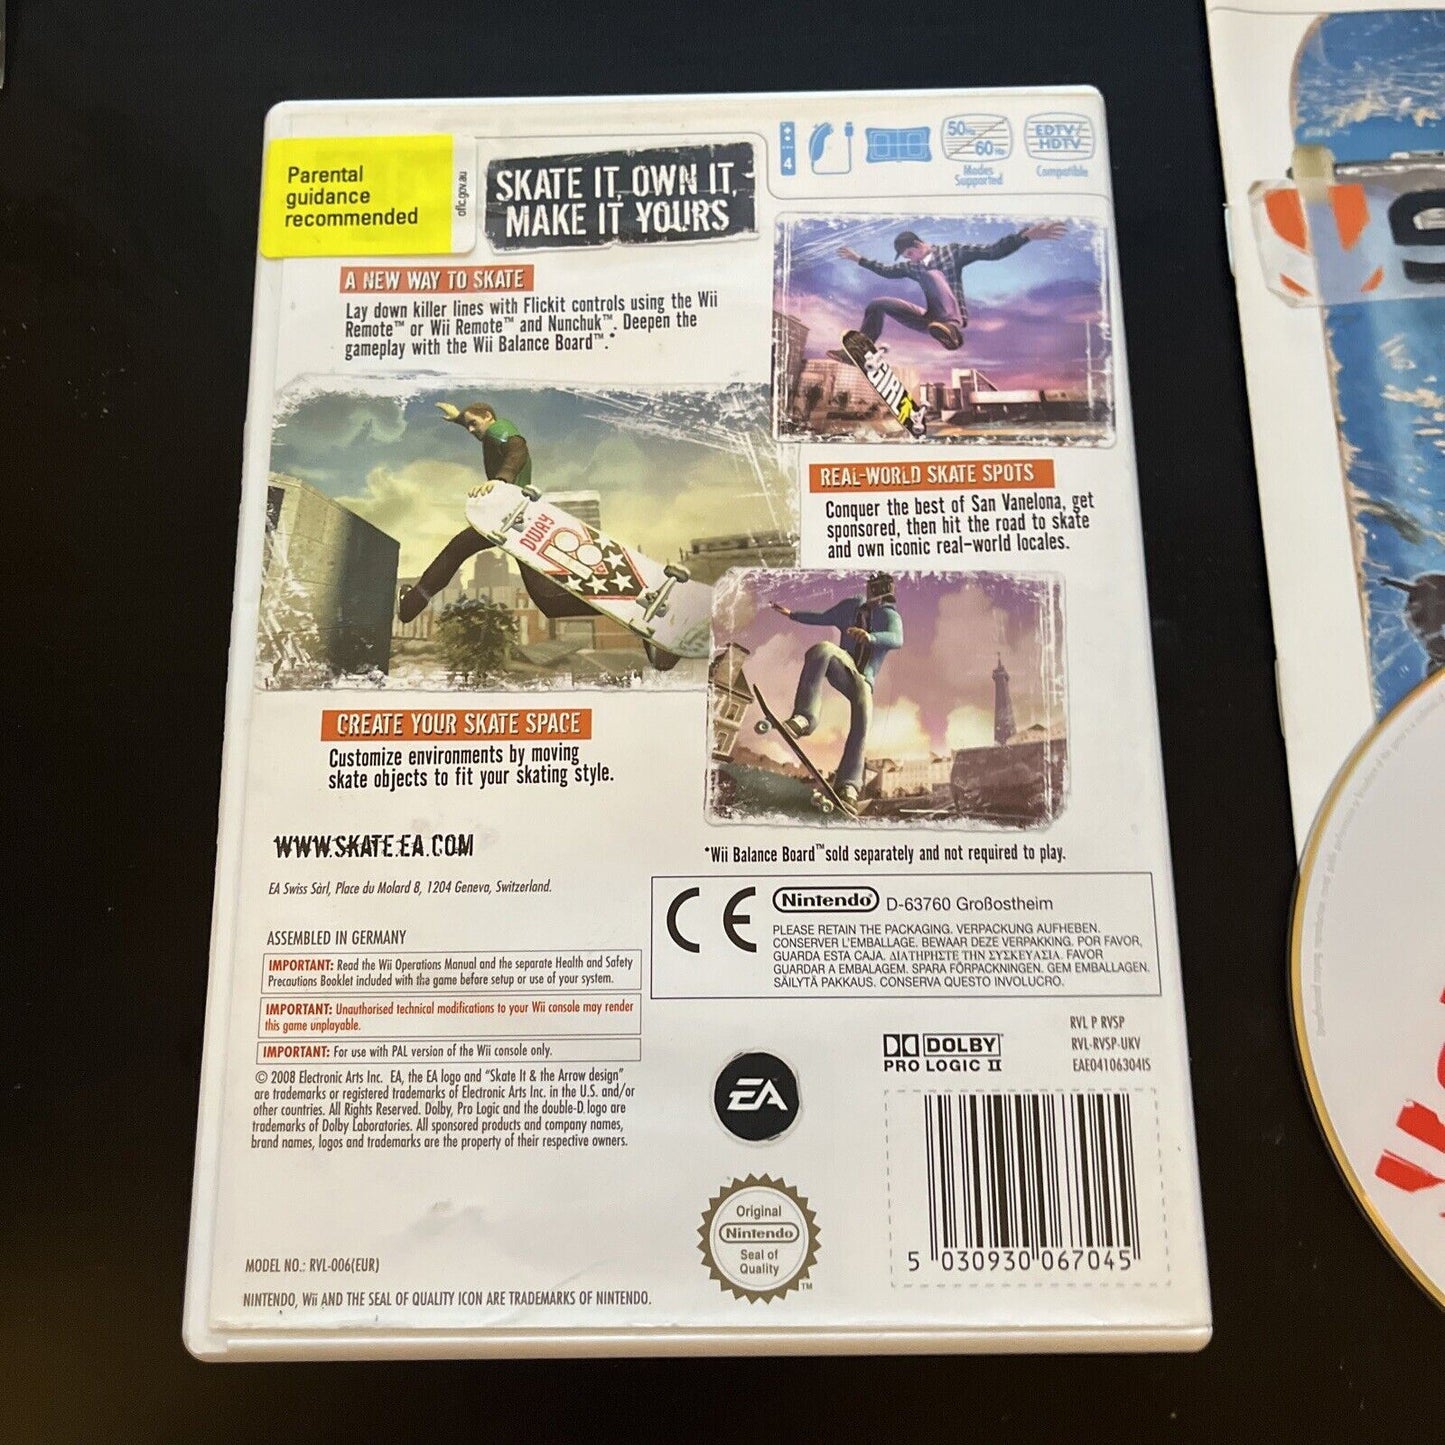 Parental
guidance
recommended
oflc.gov.au
SKATE IT, OWN IT,
MAKE IT YOURS
4
50Hz
60Hz
Modes
Supported
EDTV/
HDTV
Compatible
A NEW WAY TO SKATE
Lay down killer lines with Flickit controls using the Wii
Remote™ or Wii Remote™ and Nunchuk™. Deepen the
gameplay with the Wii Balance Board™.*
GIRL
DWAY
REAL-WORLD SKATE SPOTS
Conquer the best of San Vanelona, get
sponsored, then hit the road to skate
and own iconic real-world locales.
CREATE YOUR SKATE SPACE
Customize environments by moving
skate objects to fit your skating style.
WWW.SKATE.EA.COM
*Wii Balance Board™ sold separately and not required to play.
EA Swiss Sàrl, Place du Molard 8, 1204 Geneva, Switzerland.
CE
Nintendo D-63760 Großostheim
PLEASE RETAIN THE PACKAGING. VERPACKUNG AUFHEBEN.
CONSERVER L'EMBALLAGE. BEWAAR DEZE VERPAKKING. POR FAVOR,
GUARDA ESTA CAJA. ΔΙΑΤΗΡΗΣΤΕ ΤΗΝ ΣΥΣΚΕΥΑΣΙΑ. FAVOR
GUARDAR A EMBALAGEM. SPARA FÖRPACKNINGEN. GEM EMBALLAGEN.
SÄILYTÄ PAKKAUS. CONSERVA QUESTO INVOLUCRO.
ASSEMBLED IN GERMANY
IMPORTANT: Read the Wii Operations Manual and the separate Health and Safety
Precautions Booklet included with the game before setup or use of your system.
IMPORTANT: Unauthorised technical modifications to your Wii console may render
this game unplayable.
IMPORTANT: For use with PAL version of the Wii console only.
© 2008 Electronic Arts Inc. EA, the EA logo and "Skate It & the Arrow design"
are trademarks or registered trademarks of Electronic Arts Inc. in the U.S. and/or
other countries. All Rights Reserved. Dolby, Pro Logic and the double-D logo are
trademarks of Dolby Laboratories. All sponsored products and company names,
brand names, logos and trademarks are the property of their respective owners.
EA
DOLBY
PRO LOGIC II
RVL P RVSP
RVL-RVSP-UKV
EAE04106304IS
5 030930 067045
Original
Nintendo
Seal of
Quality
TM
MODEL NO.: RVL-006(EUR)
NINTENDO, Wii AND THE SEAL OF QUALITY ICON ARE TRADEMARKS OF NINTENDO.